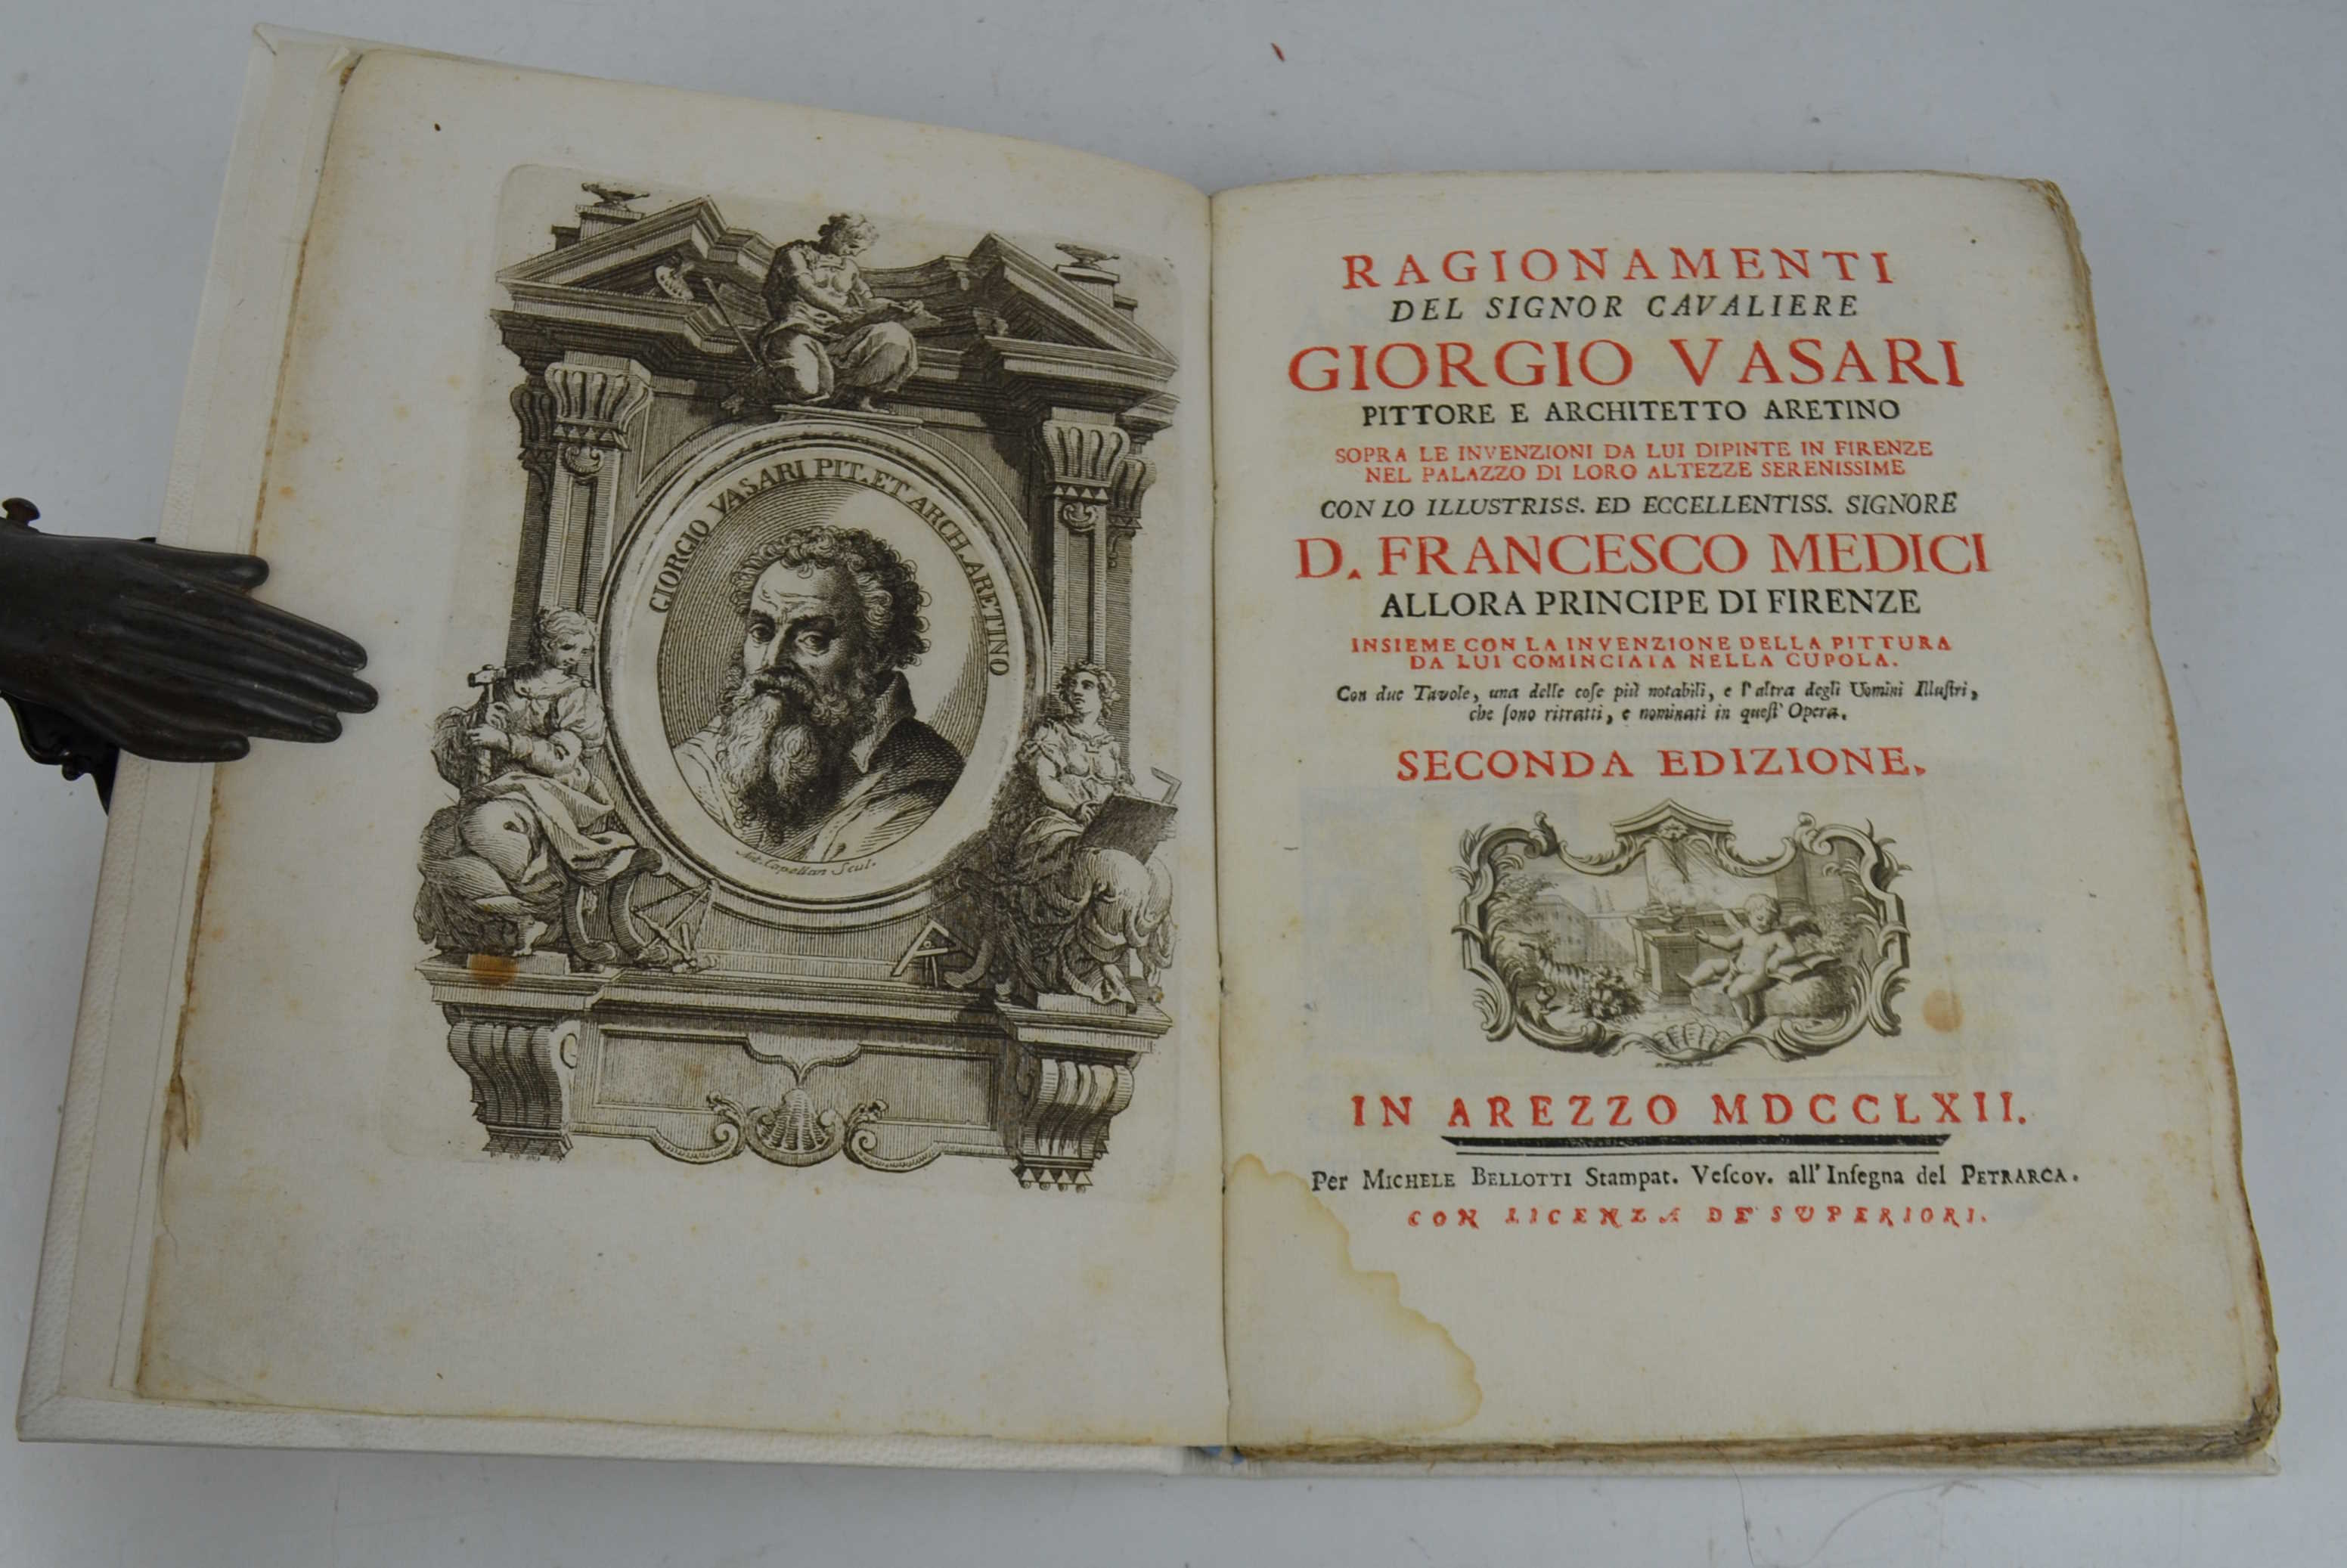 GIORGIO VASARI PIT. ET ARCH. ARETINO
Ant. Capellan Scul.
RAGIONAMENTI
DEL SIGNOR CAVALIERE
GIORGIO VASARI
PITTORE E ARCHITETTO ARETINO
SOPRA LE INVENZIONI DA LUI DIPINTE IN FIRENZE
NEL PALAZZO DI LORO ALTEZZE SERENISSIME
CON LO ILLUSTRISS. ED ECCELLENTISS. SIGNORE
D. FRANCESCO MEDICI
ALLORA PRINCIPE DI FIRENZE
INSIEME CON LA INVENZIONE DELLA PITTURA
DA LUI COMINCIATA NELLA CUPOLA.
Con due Tavole, una delle coſe più notabili, e l'altra degli Uomini Illuſtri,
che ſono ritratti, e nominati in queſt' Opera.
SECONDA EDIZIONE.
IN AREZZO MDCCLXII.
Per MICHELE BELLOTTI Stampat. Veſcov. all' Inſegna del PETRARCA.
CON LICENZA DE' SUPERIORI.